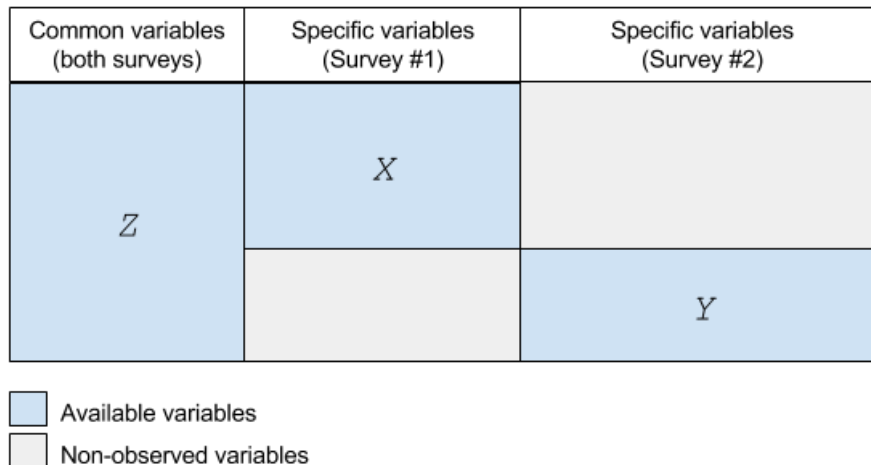 Common variables
(both surveys)
Specific variables
(Survey #1)
Specific variables
(Survey #2)
X
Z
Y
Available variables
Non-observed variables